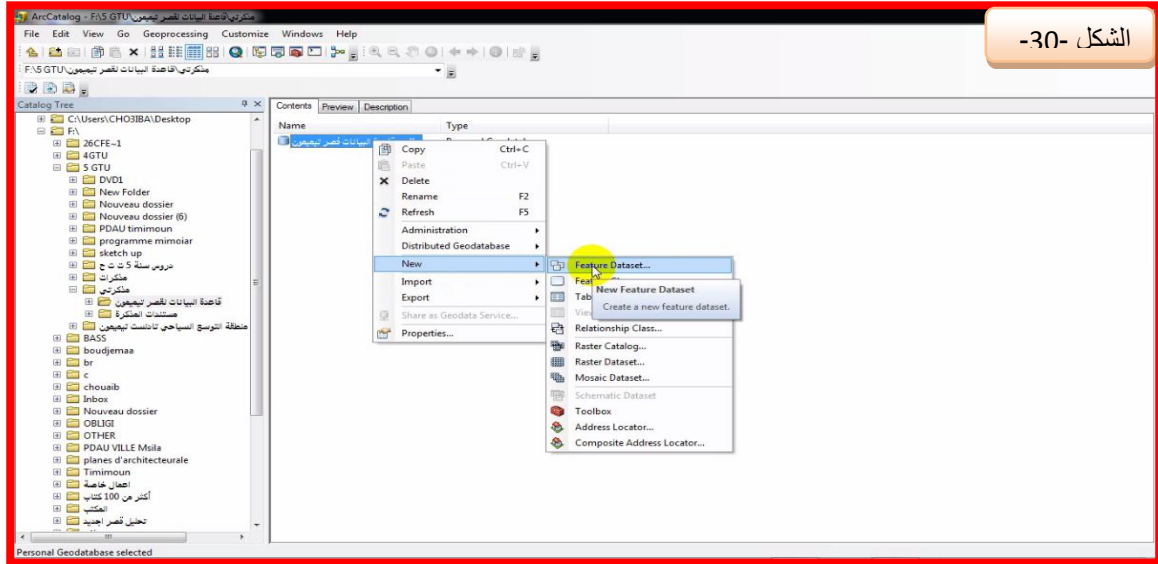 ArcCatalog - F:\5 GTU\مذكرتي\قاعدة البيانات لقصر تيميمون
الشكل -30-
File Edit View Go Geoprocessing Customize Windows Help
F:\5 GTU\مذكرتي\قاعدة البيانات لقصر تيميمون
Catalog Tree
C:\Users\CHO3IBA\Desktop
F:\
26CFE~1
4GTU
5 GTU
DVD1
New Folder
Nouveau dossier
Nouveau dossier (6)
PDAU timimoun
programme mimoiar
sketch up
دروس سنة 5 ت ت ح
مذكرات
مذكرتي
قاعدة البيانات لقصر تيميمون
مستندات المذكرة
منطقة التوسع السياحي تادلست تيميمون
BASS
boudjemaa
br
c
chouaib
Inbox
Nouveau dossier
OBLIGI
OTHER
PDAU VILLE Msila
planes d'architecteurale
Timimoun
اعمال خاصة
أكثر من 100 كتاب
المكتب
تحليل قصر اجديد
Contents Preview Description
Name Type
البيانات قصر تيميمون
Copy Ctrl+C
Paste Ctrl+V
Delete
Rename F2
Refresh F5
Administration
Distributed Geodatabase
New
Import
Export
Share as Geodata Service...
Properties...
Feature Dataset...
New Feature Dataset
Create a new feature dataset.
Relationship Class...
Raster Catalog...
Raster Dataset...
Mosaic Dataset...
Schematic Dataset
Toolbox
Address Locator...
Composite Address Locator...
Personal Geodatabase selected